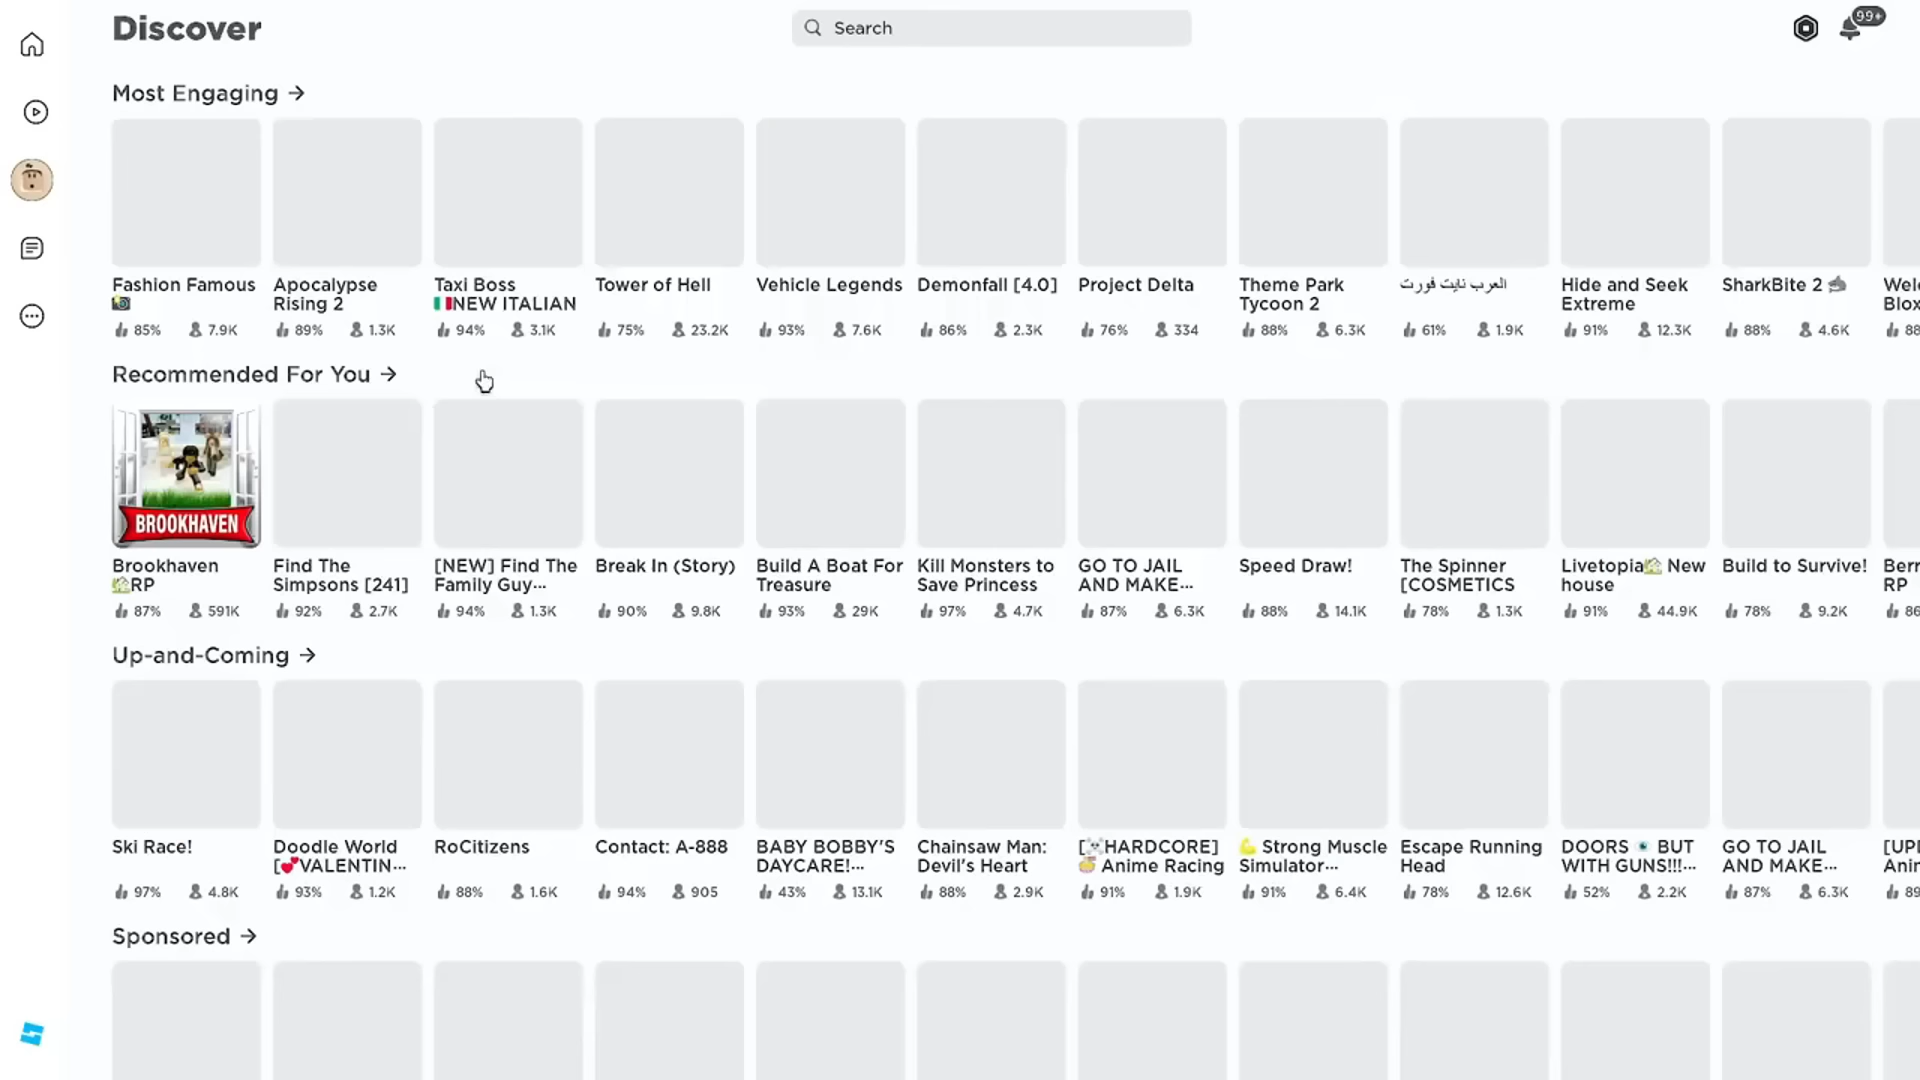 Discover
Search
99+
Most Engaging →
Fashion Famous 📸
85% 7.9K
Apocalypse
Rising 2
89% 1.3K
Taxi Boss
🇮🇹NEW ITALIAN
94% 3.1K
Tower of Hell
75% 23.2K
Vehicle Legends
93% 7.6K
Demonfall [4.0]
86% 2.3K
Project Delta
76% 334
Theme Park
Tycoon 2
88% 6.3K
العرب نايت فورت
61% 1.9K
Hide and Seek
Extreme
91% 12.3K
SharkBite 2 🦈
88% 4.6K
Recommended For You →
BROOKHAVEN
Brookhaven
🏡RP
87% 591K
Find The
Simpsons [241]
92% 2.7K
[NEW] Find The
Family Guy...
94% 1.3K
Break In (Story)
90% 9.8K
Build A Boat For
Treasure
93% 29K
Kill Monsters to
Save Princess
97% 4.7K
GO TO JAIL
AND MAKE...
87% 6.3K
Speed Draw!
88% 14.1K
The Spinner
[COSMETICS
78% 1.3K
Livetopia🏡 New
house
91% 44.9K
Build to Survive!
78% 9.2K
RP
86
Up-and-Coming →
Ski Race!
97% 4.8K
Doodle World
[💕VALENTIN...
93% 1.2K
RoCitizens
88% 1.6K
Contact: A-888
94% 905
BABY BOBBY'S
DAYCARE!...
43% 13.1K
Chainsaw Man:
Devil's Heart
88% 2.9K
[☠️HARDCORE]
🍜 Anime Racing
91% 1.9K
💪 Strong Muscle
Simulator...
91% 6.4K
Escape Running
Head
78% 12.6K
DOORS 👁️ BUT
WITH GUNS!!!...
52% 2.2K
GO TO JAIL
AND MAKE...
87% 6.3K
89
Sponsored →